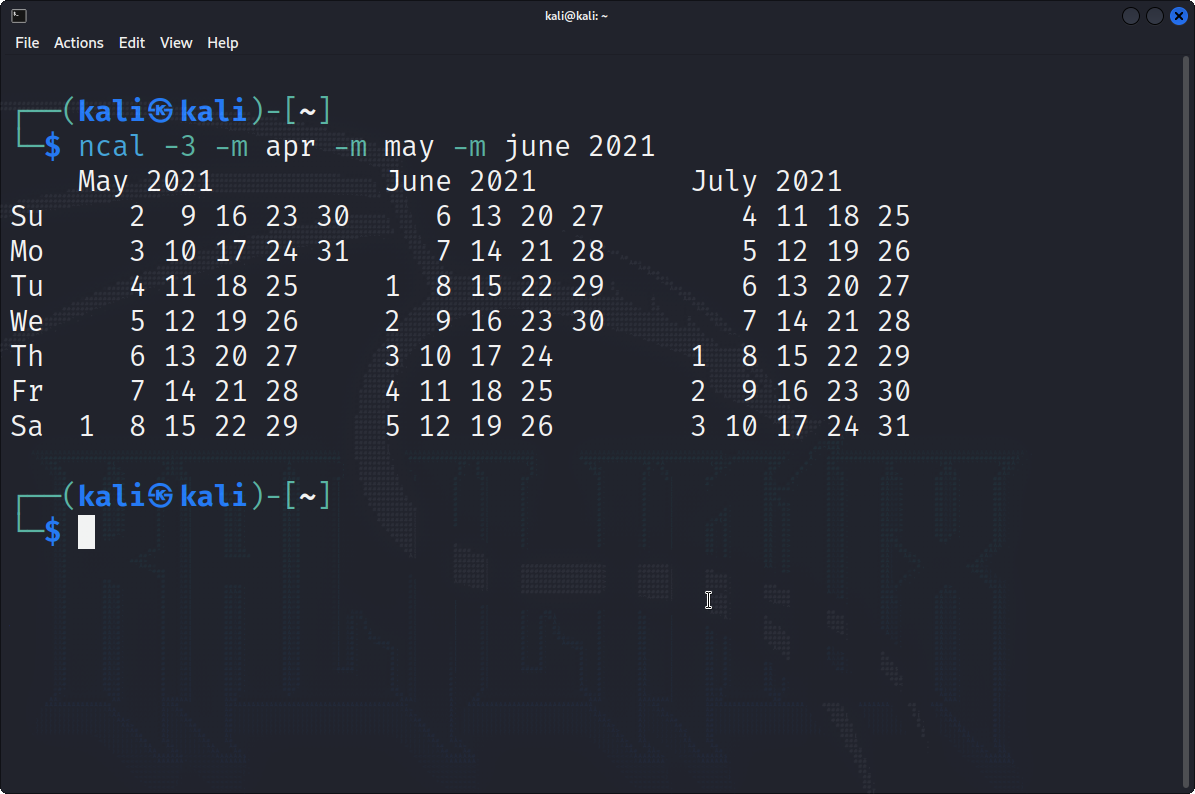 kali@kali: ~
File Actions Edit View Help
┌──(kali㉿kali)-[~]
└─$ ncal -3 -m apr -m may -m june 2021
    May 2021          June 2021         July 2021
Su     2  9 16 23 30     6 13 20 27        4 11 18 25
Mo     3 10 17 24 31     7 14 21 28        5 12 19 26
Tu     4 11 18 25     1  8 15 22 29        6 13 20 27
We     5 12 19 26     2  9 16 23 30        7 14 21 28
Th     6 13 20 27     3 10 17 24        1  8 15 22 29
Fr     7 14 21 28     4 11 18 25        2  9 16 23 30
Sa  1  8 15 22 29     5 12 19 26        3 10 17 24 31
┌──(kali㉿kali)-[~]
└─$